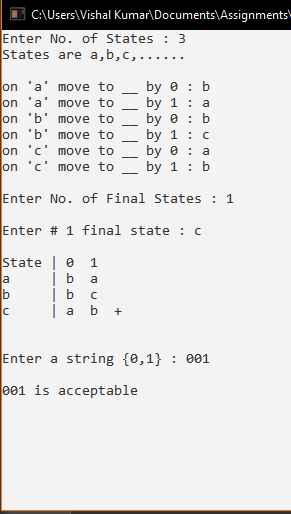 C:\Users\Vishal Kumar\Documents\Assignments\
Enter No. of States : 3
States are a,b,c,......
on 'a' move to __ by 0 : b
on 'a' move to __ by 1 : a
on 'b' move to __ by 0 : b
on 'b' move to __ by 1 : c
on 'c' move to __ by 0 : a
on 'c' move to __ by 1 : b
Enter No. of Final States : 1
Enter # 1 final state : c
State | 0 1
a | b a
b | b c
c | a b +
Enter a string {0,1} : 001
001 is acceptable